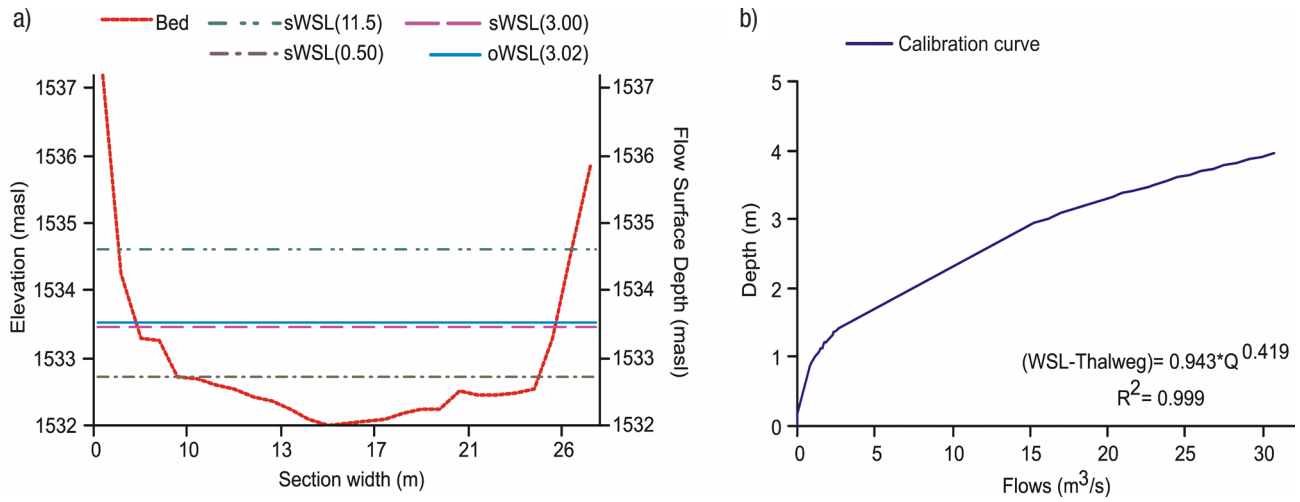 a)
Bed
sWSL(11.5)
sWSL(3.00)
sWSL(0.50)
oWSL(3.02)
1537
1536
1535
1534
1533
1532
Elevation (masl)
1537
1536
1535
1534
1533
1532
Flow Surface Depth (masl)
0
10
13
17
21
26
Section width (m)
b)
Calibration curve
5
4
3
2
1
0
Depth (m)
(WSL-Thalweg)= 0.943*Q^0.419
R^2= 0.999
0
5
10
15
20
25
30
Flows (m^3/s)